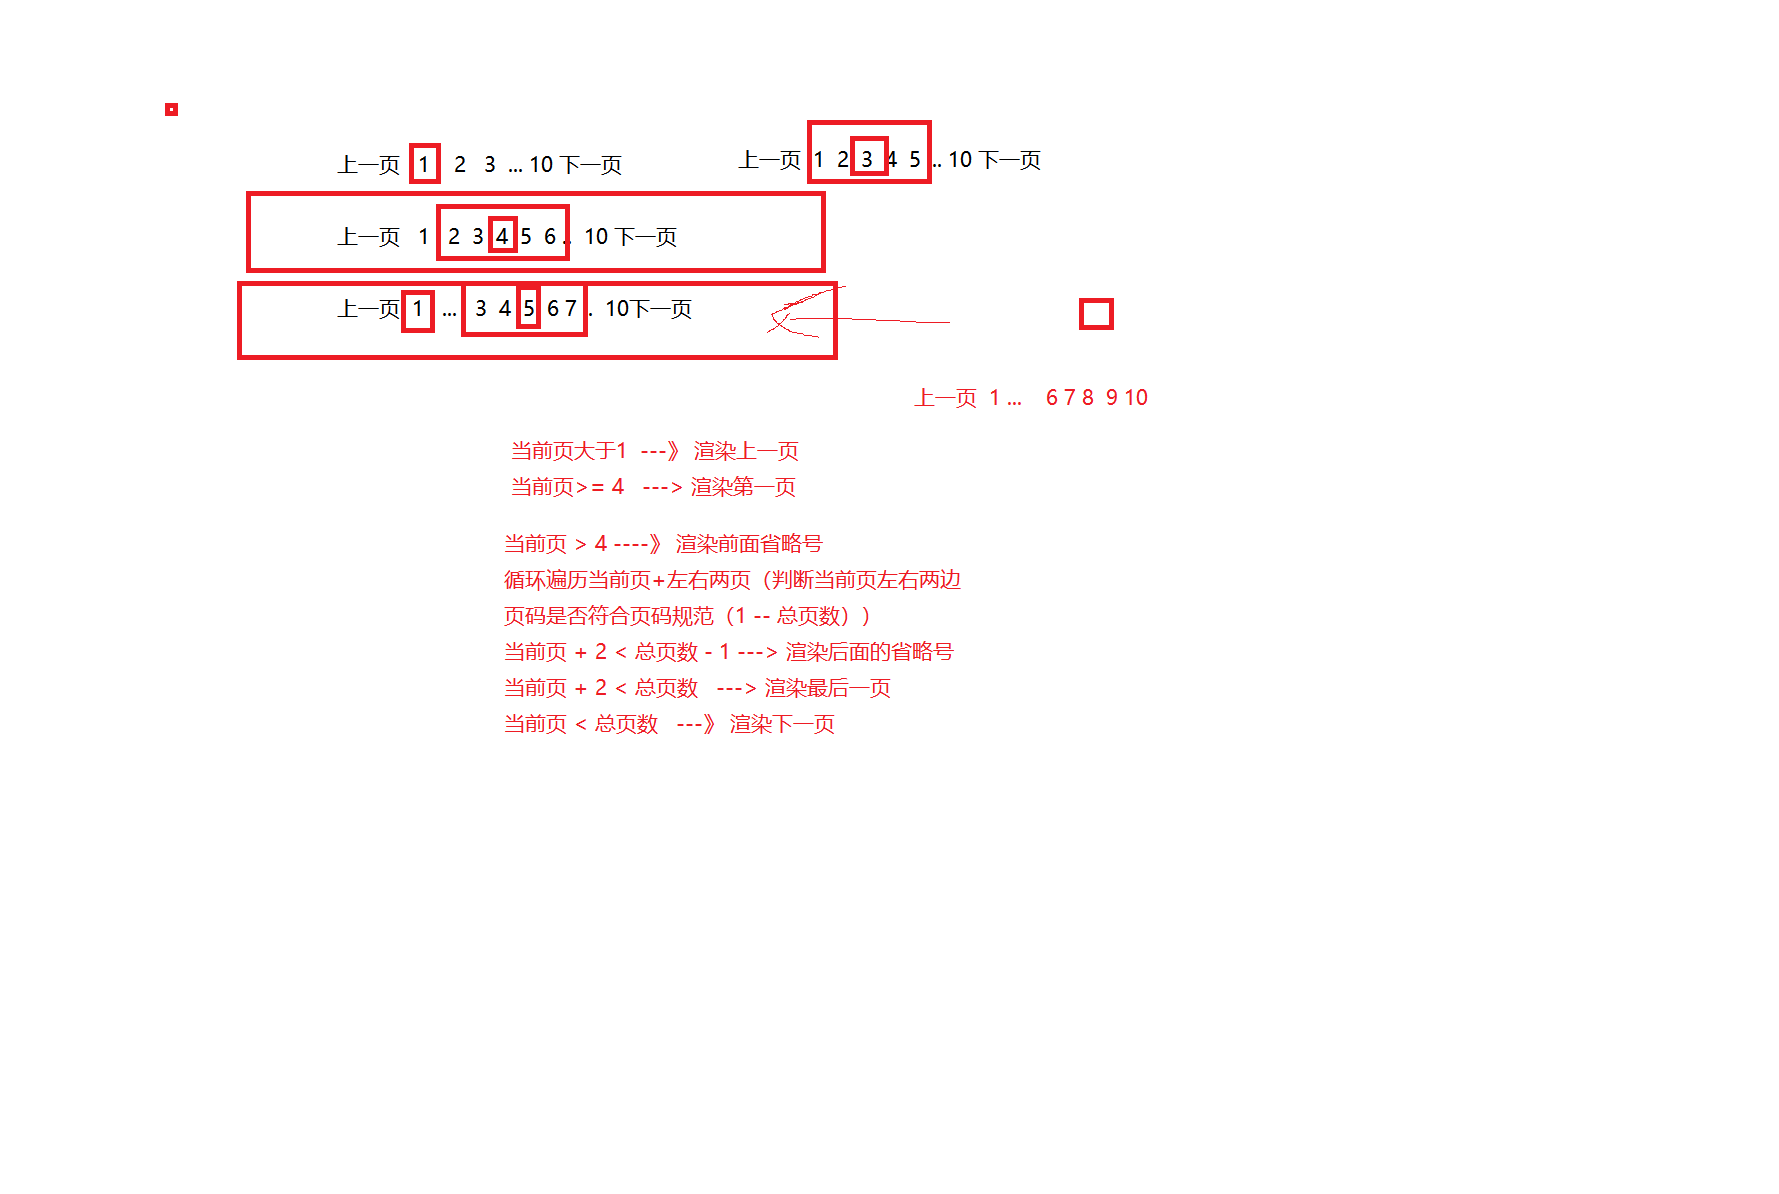 上一页 1 2 3 ... 10 下一页
上一页 1 2 3 4 5 .. 10 下一页
上一页 1 2 3 4 5 6 .. 10 下一页
上一页 1 ... 3 4 5 6 7 . 10下一页
上一页 1 ... 6 7 8 9 10
当前页大于1 ---》 渲染上一页
当前页>= 4 ---> 渲染第一页
当前页 > 4 ----》 渲染前面省略号
循环遍历当前页+左右两页（判断当前页左右两边
页码是否符合页码规范（1 -- 总页数））
当前页 + 2 < 总页数 - 1 ---> 渲染后面的省略号
当前页 + 2 < 总页数 ---> 渲染最后一页
当前页 < 总页数 ---》 渲染下一页